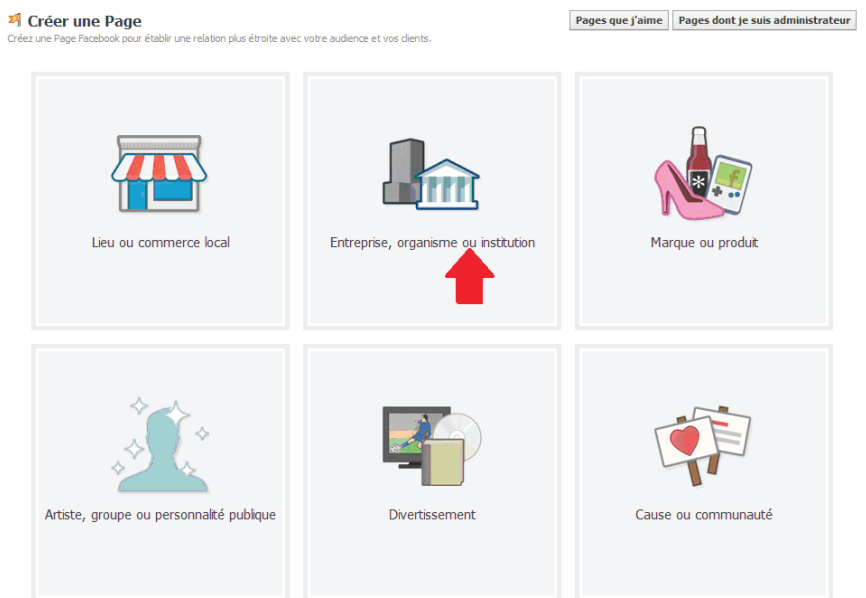 Créer une Page
Pages que j'aime
Pages dont je suis administrateur
Créez une Page Facebook pour établir une relation plus étroite avec votre audience et vos clients.
Lieu ou commerce local
Entreprise, organisme ou institution
Marque ou produit
Artiste, groupe ou personnalité publique
Divertissement
Cause ou communauté